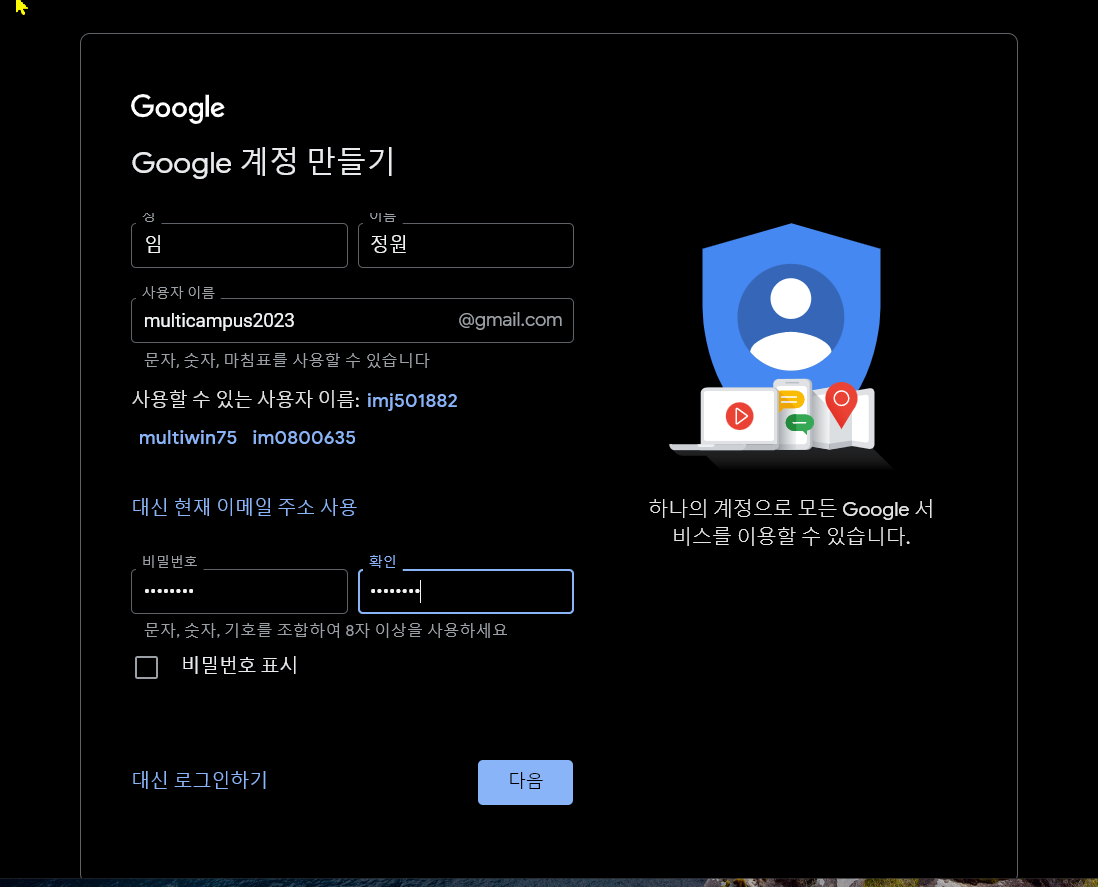 Google
Google 계정 만들기
성 이름
임 정원
사용자 이름
multicampus2023 @gmail.com
문자, 숫자, 마침표를 사용할 수 있습니다
사용할 수 있는 사용자 이름: imj501882
multiwin75 im0800635
대신 현재 이메일 주소 사용
하나의 계정으로 모든 Google 서
비스를 이용할 수 있습니다.
비밀번호 확인
•••••••• ••••••••
문자, 숫자, 기호를 조합하여 8자 이상을 사용하세요
비밀번호 표시
대신 로그인하기 다음